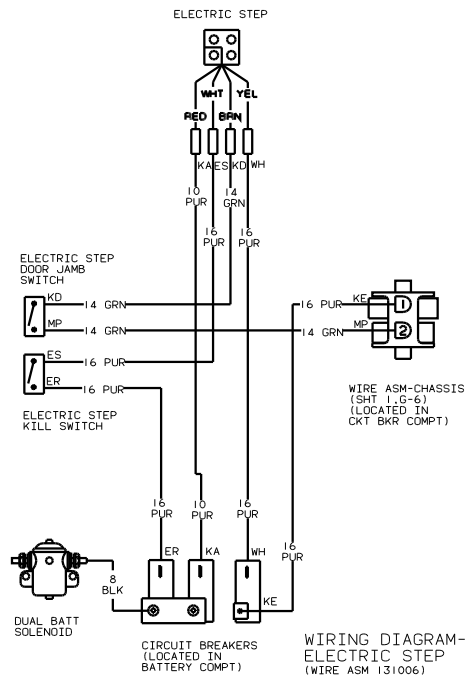 ELECTRIC STEP
WHT YEL
RED BRN
KA ES KD WH
10 PUR
14 GRN
16 PUR
16 PUR
ELECTRIC STEP
DOOR JAMB
SWITCH
KD
14 GRN
MP
14 GRN
16 PUR
KE
1
14 GRN
MP
2
ES
16 PUR
ER
16 PUR
ELECTRIC STEP
KILL SWITCH
WIRE ASM-CHASSIS
(SHT 1,G-6)
(LOCATED IN
CKT BKR COMPT)
16 PUR
10 PUR
16 PUR
16 PUR
ER
KA
WH
KE
8 BLK
DUAL BATT
SOLENOID
CIRCUIT BREAKERS
(LOCATED IN
BATTERY COMPT)
WIRING DIAGRAM-
ELECTRIC STEP
(WIRE ASM 131006)